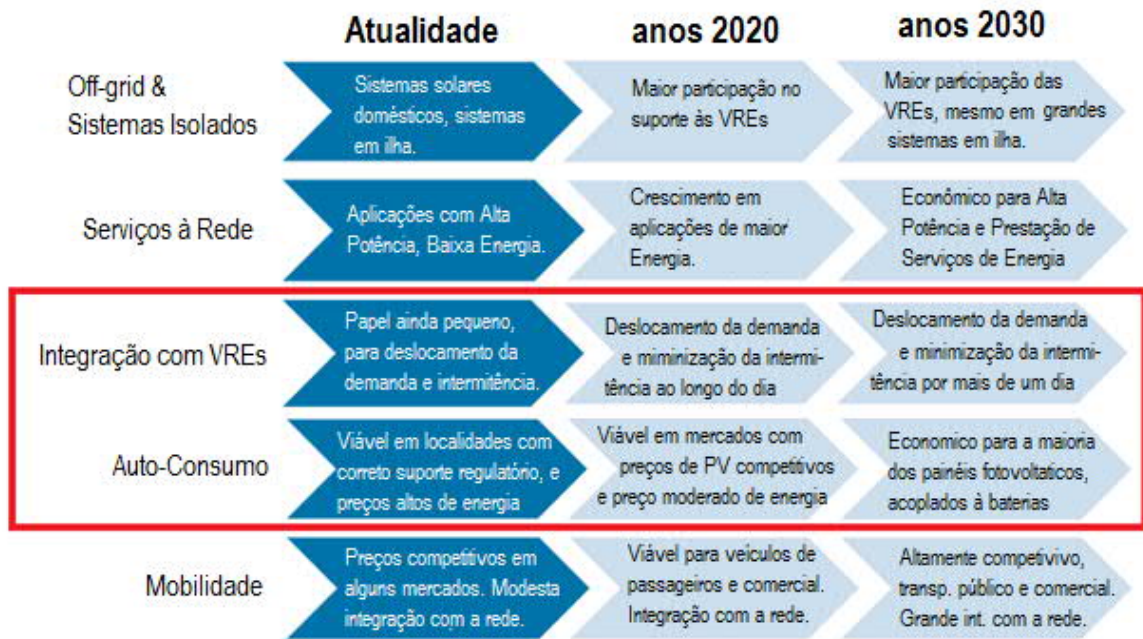 Atualidade
anos 2020
anos 2030
Off-grid &
Sistemas Isolados
Sistemas solares
domésticos, sistemas
em ilha.
Maior participação no
suporte às VREs
Maior participação das
VREs, mesmo em grandes
sistemas em ilha.
Serviços à Rede
Aplicações com Alta
Potência, Baixa Energia.
Crescimento em
aplicações de maior
Energia.
Econômico para Alta
Potência e Prestação de
Serviços de Energia
Integração com VREs
Papel ainda pequeno,
para deslocamento da
demanda e intermitência.
Deslocamento da demanda
e miminização da intermi-
tência ao longo do dia
Deslocamento da demanda
e minimização da intermi-
tência por mais de um dia
Auto-Consumo
Viável em localidades com
correto suporte regulatório, e
preços altos de energia
Viável em mercados com
preços de PV competitivos
e preço moderado de energia
Economico para a maioria
dos painéis fotovoltaticos,
acoplados à baterias
Mobilidade
Preços competitivos em
alguns mercados. Modesta
integração com a rede.
Viável para veículos de
passageiros e comercial.
Integração com a rede.
Altamente competivivo,
transp. público e comercial.
Grande int. com a rede.